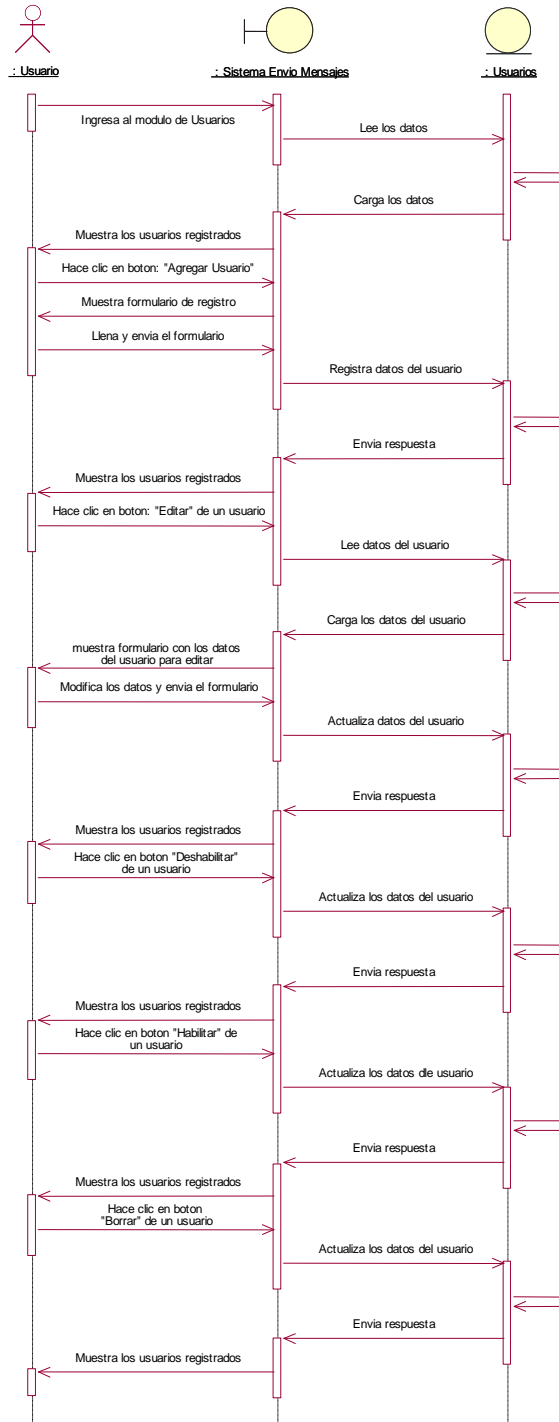 : Usuario
: Sistema Envio Mensajes
: Usuarios
Ingresa al modulo de Usuarios
Lee los datos
Carga los datos
Muestra los usuarios registrados
Hace clic en boton: "Agregar Usuario"
Muestra formulario de registro
Llena y envia el formulario
Registra datos del usuario
Envia respuesta
Muestra los usuarios registrados
Hace clic en boton: "Editar" de un usuario
Lee datos del usuario
Carga los datos del usuario
muestra formulario con los datos
del usuario para editar
Modifica los datos y envia el formulario
Actualiza datos del usuario
Envia respuesta
Muestra los usuarios registrados
Hace clic en boton "Deshabilitar"
de un usuario
Actualiza los datos del usuario
Envia respuesta
Muestra los usuarios registrados
Hace clic en boton "Habilitar" de
un usuario
Actualiza los datos dle usuario
Envia respuesta
Muestra los usuarios registrados
Hace clic en boton
"Borrar" de un usuario
Actualiza los datos del usuario
Envia respuesta
Muestra los usuarios registrados